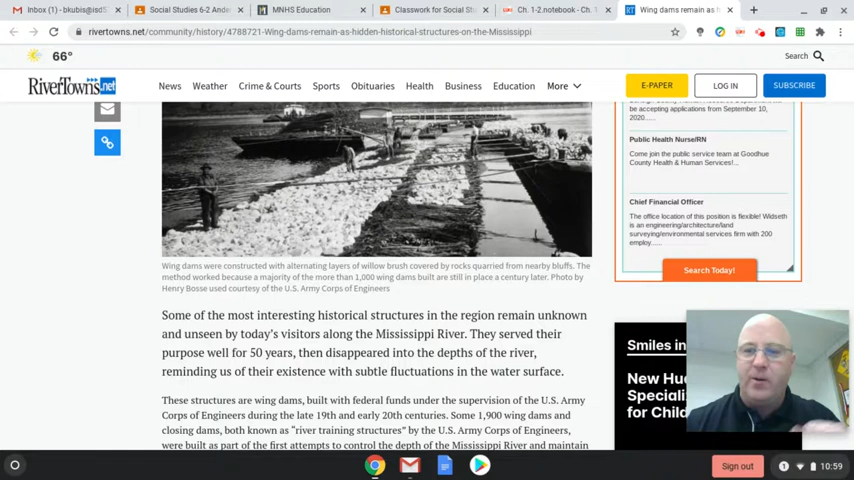 Inbox (1) - bkubis@isd5
Social Studies 6-2 Ande
MNHS Education
Classwork for Social Stu
Ch. 1-2.notebook - Ch. 1
Wing dams remain as h
rivertowns.net/community/history/4788721-Wing-dams-remain-as-hidden-historical-structures-on-the-Mississippi
66°
Search
RIVERTOWNS.net
News Weather Crime & Courts Sports Obituaries Health Business Education More
E-PAPER
LOG IN
SUBSCRIBE
be accepting applications from September 10,
2020.....
Public Health Nurse/RN
Come join the public service team at Goodhue
County Health & Human Services!...
Chief Financial Officer
The office location of this position is flexible! Widseth
is an engineering/architecture/land
surveying/environmental services firm with 200
employ.....
Search Today!
Wing dams were constructed with alternating layers of willow brush covered by rocks quarried from nearby bluffs. The
method worked because a majority of the more than 1,000 wing dams built are still in place a century later. Photo by
Henry Bosse used courtesy of the U.S. Army Corps of Engineers
Some of the most interesting historical structures in the region remain unknown
and unseen by today's visitors along the Mississippi River. They served their
purpose well for 50 years, then disappeared into the depths of the river,
reminding us of their existence with subtle fluctuations in the water surface.
These structures are wing dams, built with federal funds under the supervision of the U.S. Army
Corps of Engineers during the late 19th and early 20th centuries. Some 1,900 wing dams and
closing dams, both known as "river training structures" by the U.S. Army Corps of Engineers,
were built as part of the first attempts to control the depth of the Mississippi River and maintain
Smiles in
New Hu
Speciali
for Chil
Sign out
1
10:59